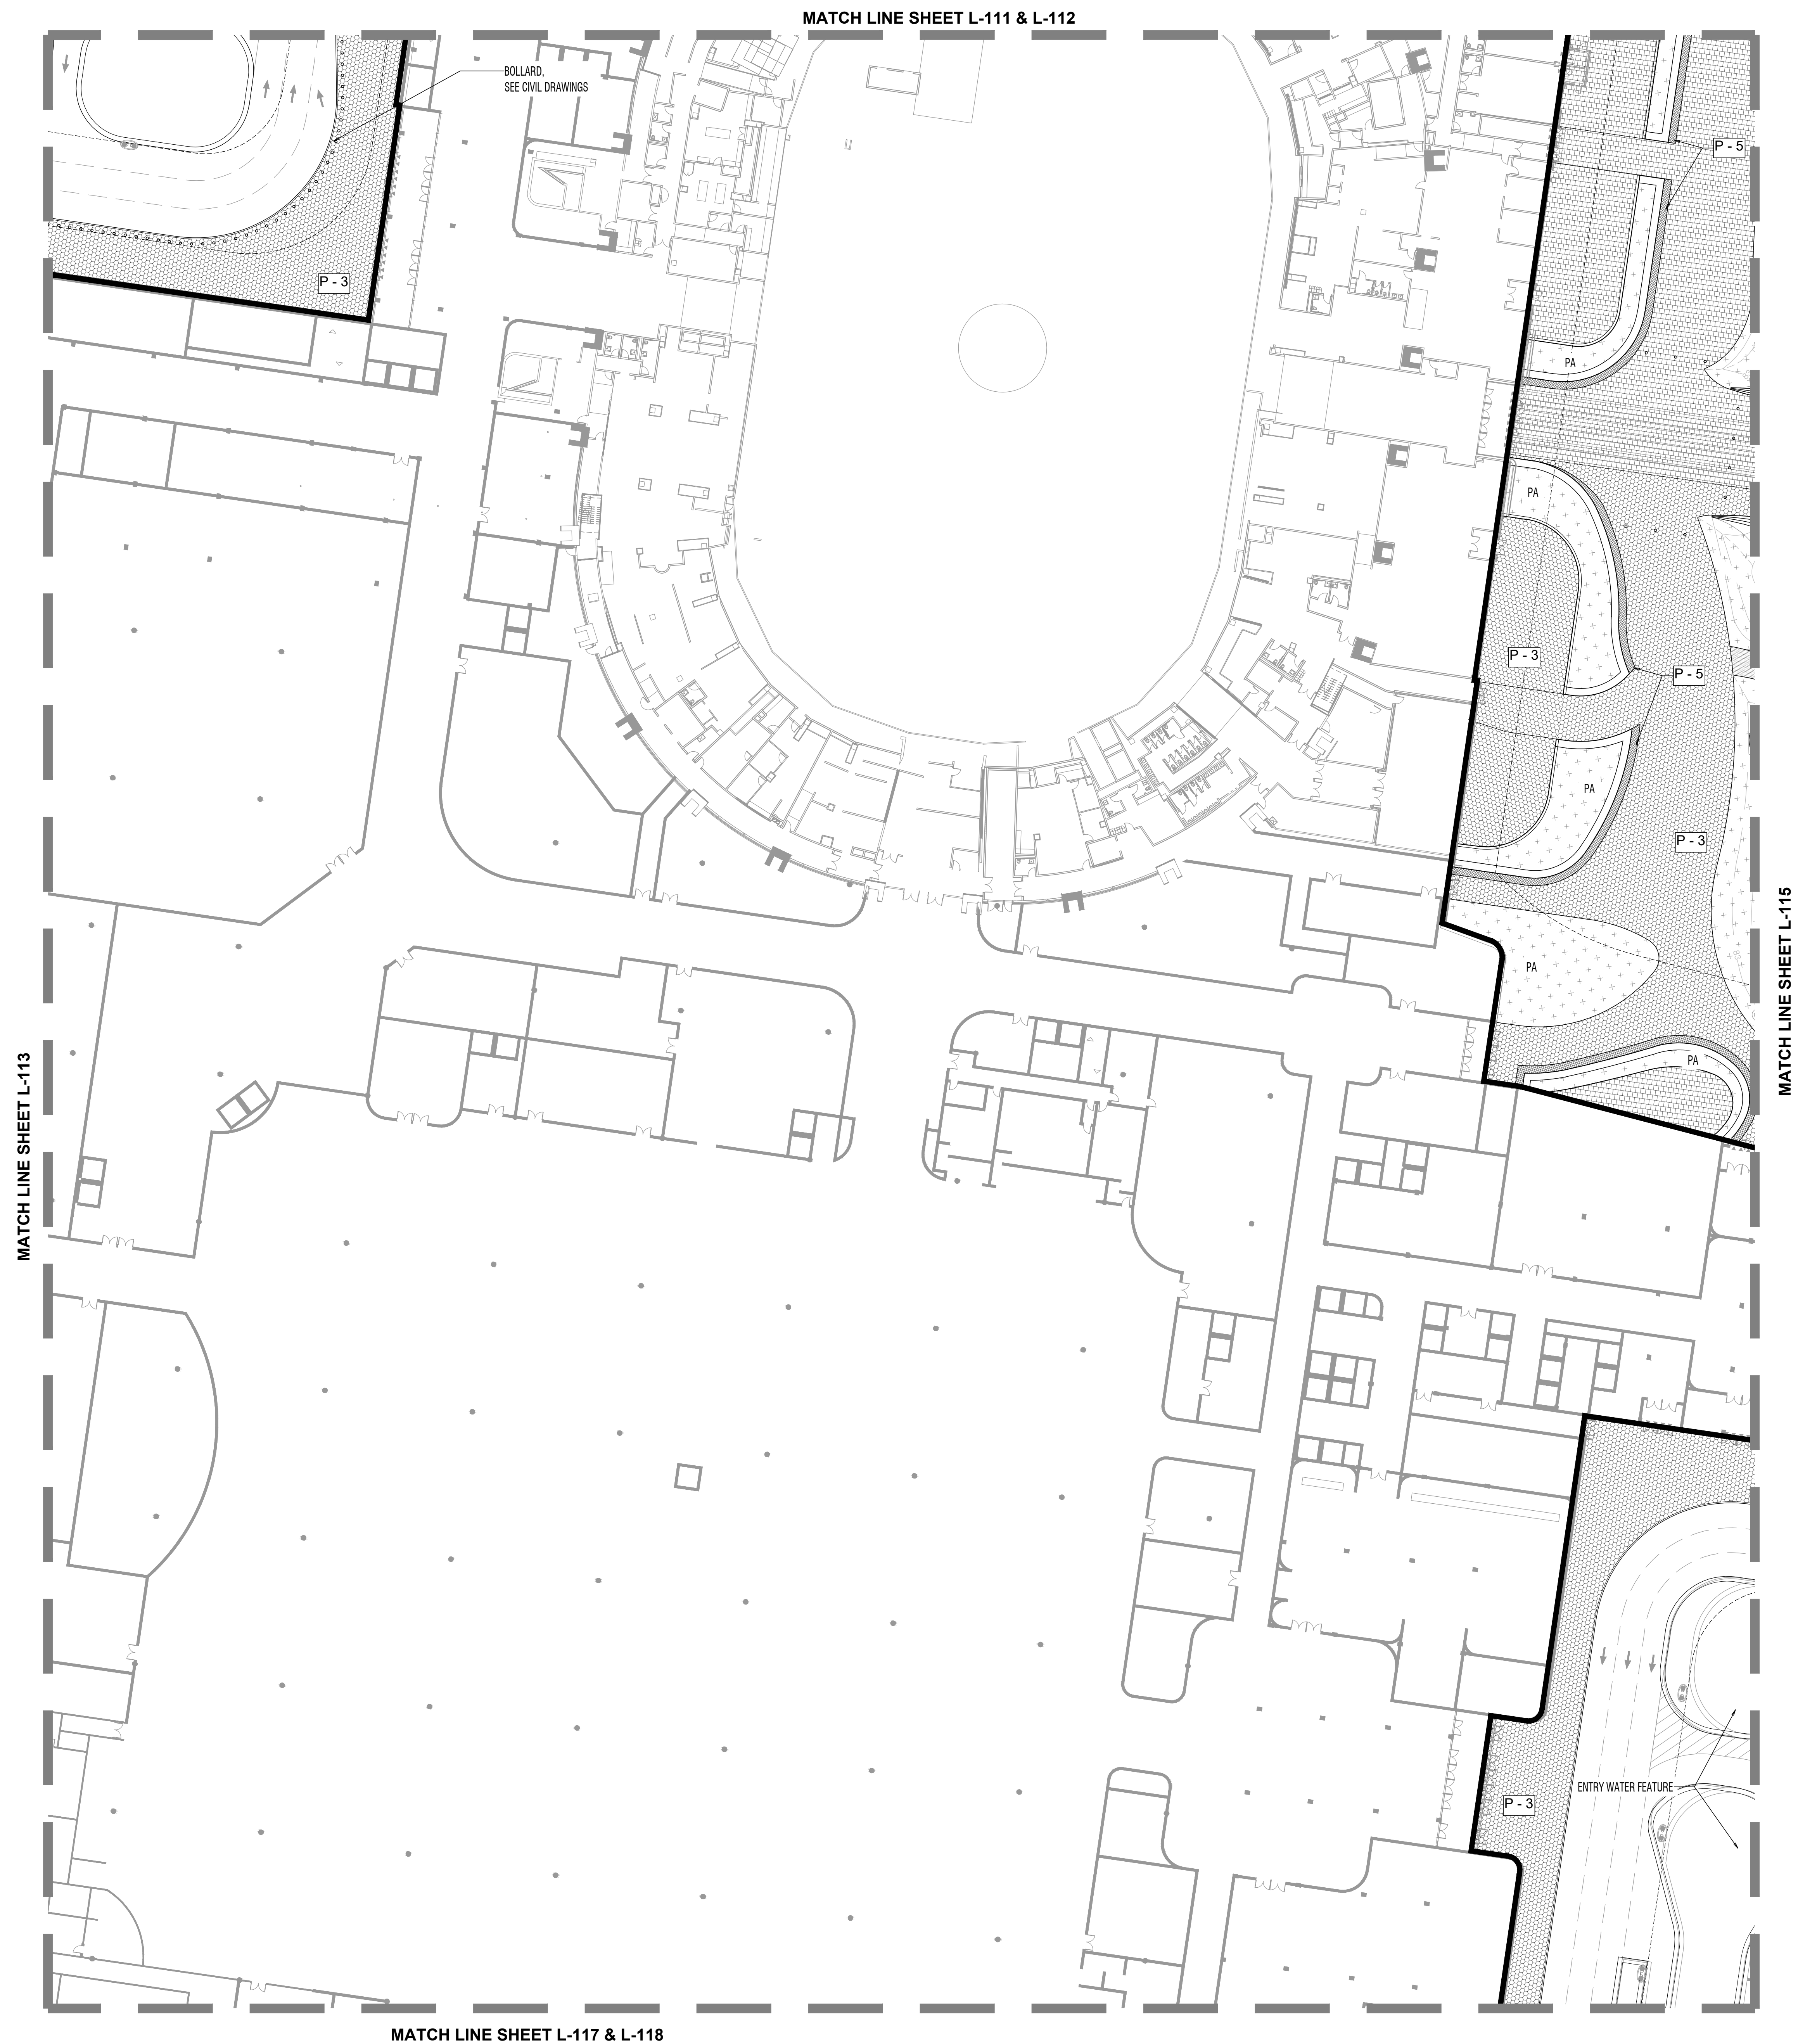 MATCH LINE SHEET L-111 & L-112
BOLLARD,
SEE CIVIL DRAWINGS
P - 5
P - 3
PA
PA
P - 3
P - 5
PA
P - 3
MATCH LINE SHEET L-115
PA
MATCH LINE SHEET L-113
PA
ENTRY WATER FEATURE
P - 3
MATCH LINE SHEET L-117 & L-118